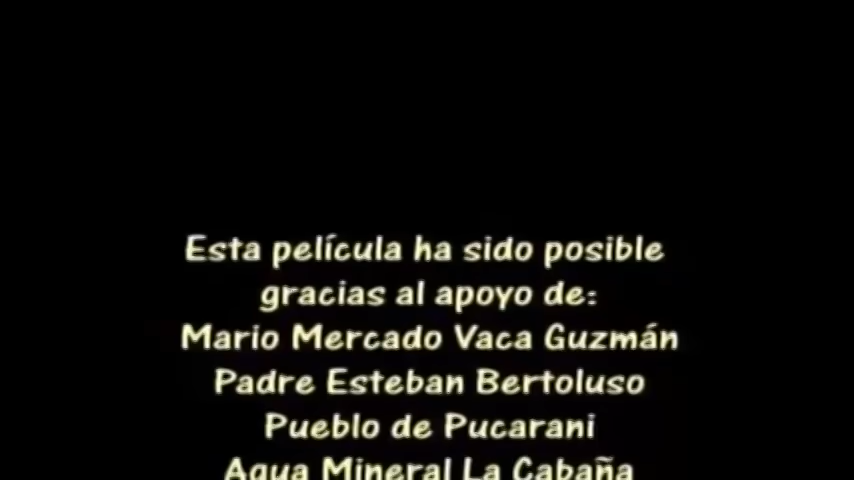 Esta película ha sido posible
gracias al apoyo de:
Mario Mercado Vaca Guzmán
Padre Esteban Bertoluso
Pueblo de Pucarani
Agua Mineral La Cabaña